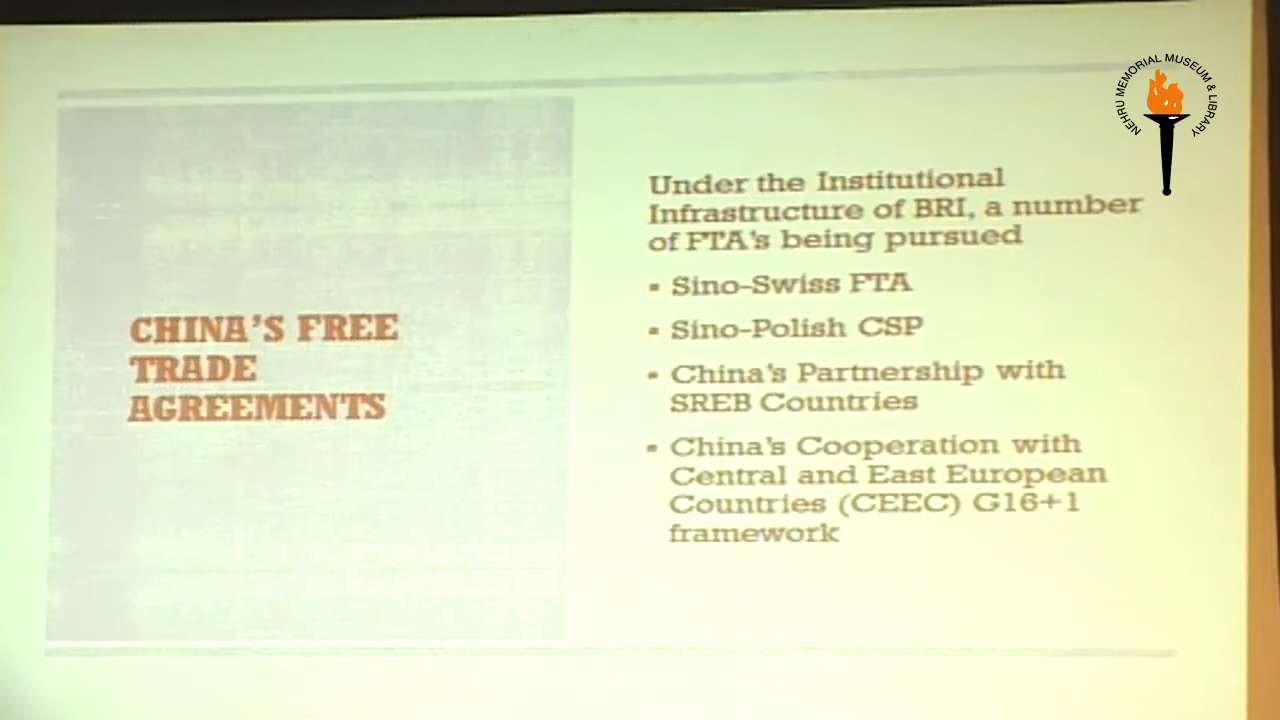 NEHRU MEMORIAL MUSEUM & LIBRARY
CHINA'S FREE
TRADE
AGREEMENTS
Under the Institutional
Infrastructure of BRI, a number
of FTA's being pursued
▪ Sino-Swiss FTA
▪ Sino-Polish CSP
▪ China's Partnership with
SREB Countries
▪ China's Cooperation with
Central and East European
Countries (CEEC) G16+1
framework